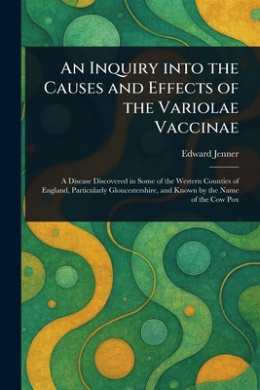 An Inquiry into the
Causes and Effects of
the Variolae
Vaccinae
Edward Jenner
A Disease Discovered in Some of the Western Counties of
England, Particularly Gloucestershire, and Known by the Name
of the Cow Pox